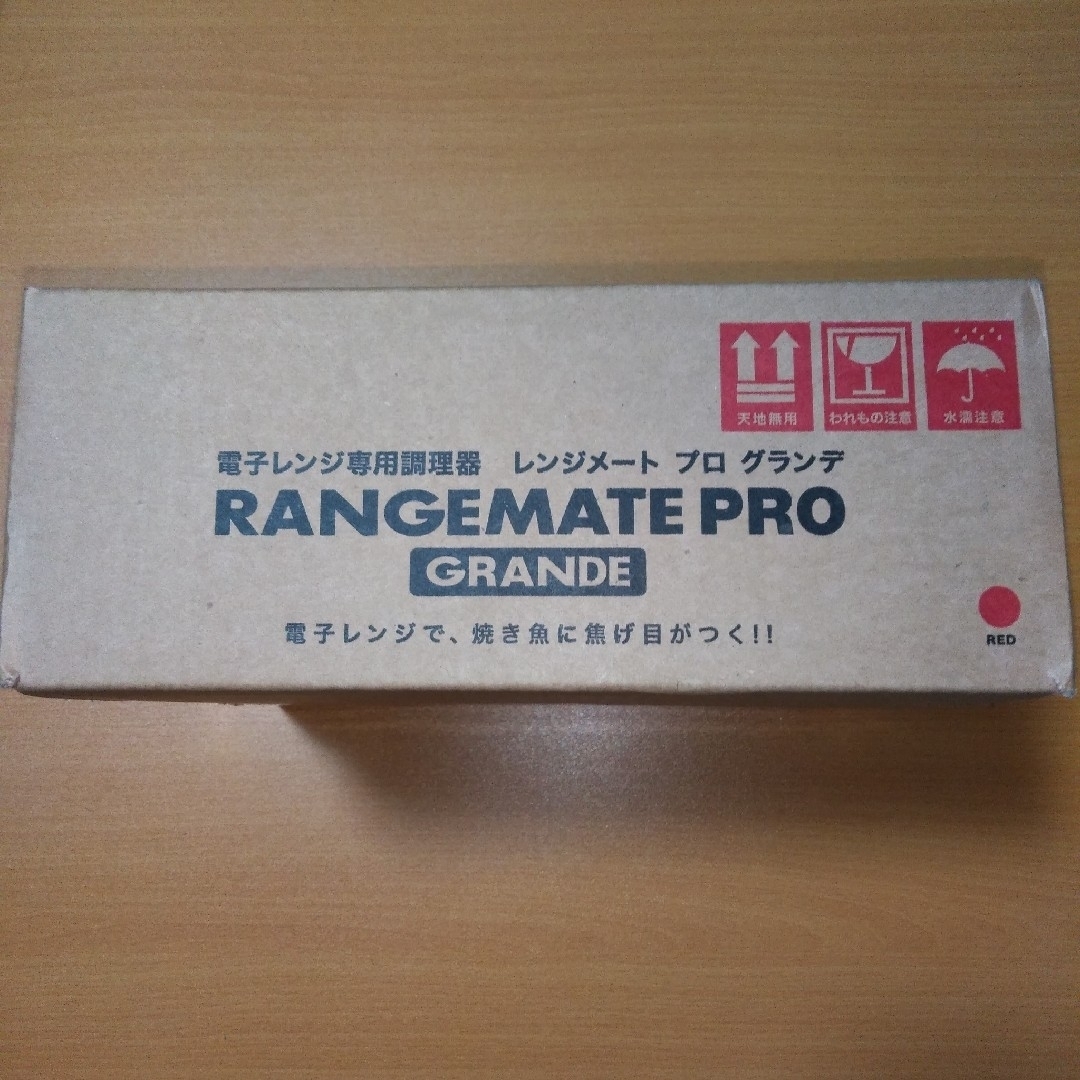 天地無用
われもの注意
水濡注意
電子レンジ専用調理器 レンジメート プロ グランデ
RANGEMATE PRO
GRANDE
電子レンジで、焼き魚に焦げ目がつく!!
RED